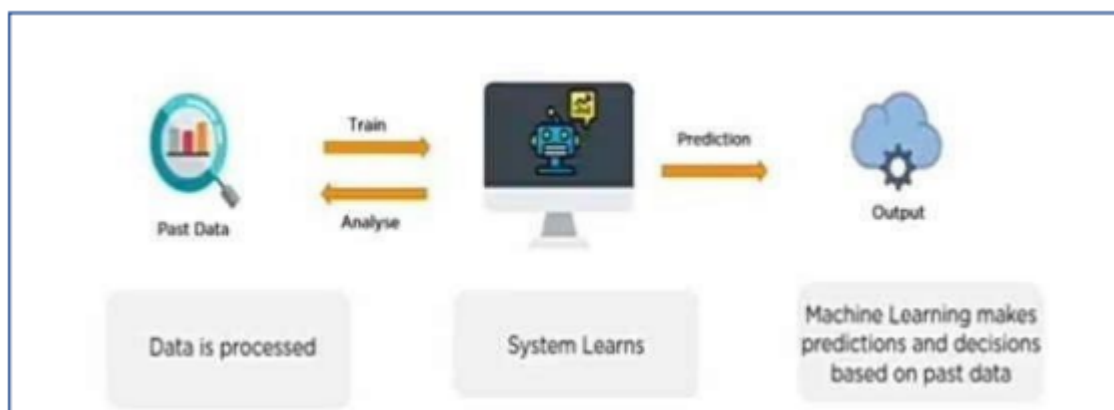 Train
Prediction
Past Data
Analyse
Output
Data is processed
System Learns
Machine Learning makes
predictions and decisions
based on past data